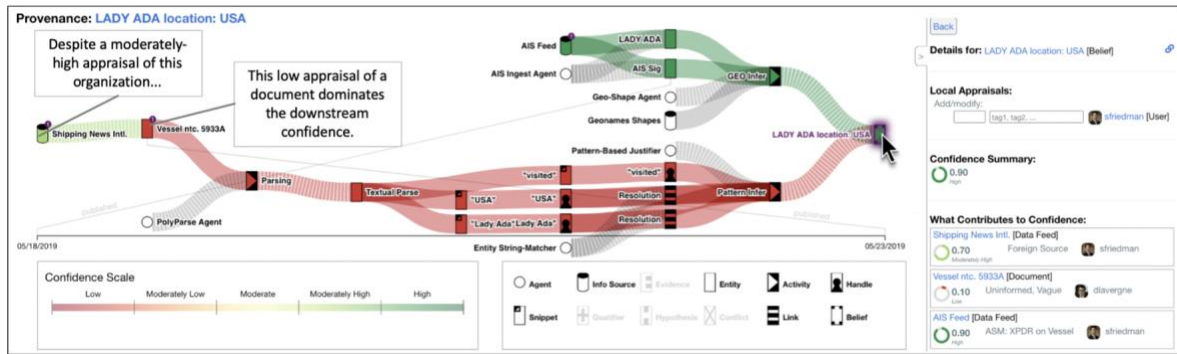 Provenance: LADY ADA location: USA
Despite a moderately-
high appraisal of this
organization...
This low appraisal of a
document dominates
the downstream
confidence.
AIS Feed
LADY ADA
AIS Ingest Agent
AIS Sig
GEO Infer
Geo-Shape Agent
Geonames Shapes
Shipping News Intl.
Vessel ntc. 5933A
LADY ADA location: USA
Pattern-Based Justifier
Parsing
Textual Parse
"visited"
"visited"
Pattern Infer
"USA"
"USA"
Resolution
published
PolyParse Agent
"Lady Ada"
"Lady Ada"
Resolution
published
Entity String-Matcher
05/18/2019
05/23/2019
Confidence Scale
Low
Moderately Low
Moderate
Moderately High
High
Agent
Info Source
Evidence
Entity
Activity
Handle
Snippet
Qualifier
Hypothesis
Conflict
Link
Belief
Back
>
Details for: LADY ADA location: USA [Belief]
Local Appraisals:
Add/modify:
tag1, tag2, ...
sfriedman [User]
Confidence Summary:
0.90
High
What Contributes to Confidence:
Shipping News Intl. [Data Feed]
0.70
Moderately High
Foreign Source
sfriedman
Vessel ntc. 5933A [Document]
0.10
Low
Uninformed, Vague
dlavergne
AIS Feed [Data Feed]
0.90
High
ASM: XPDR on Vessel
sfriedman